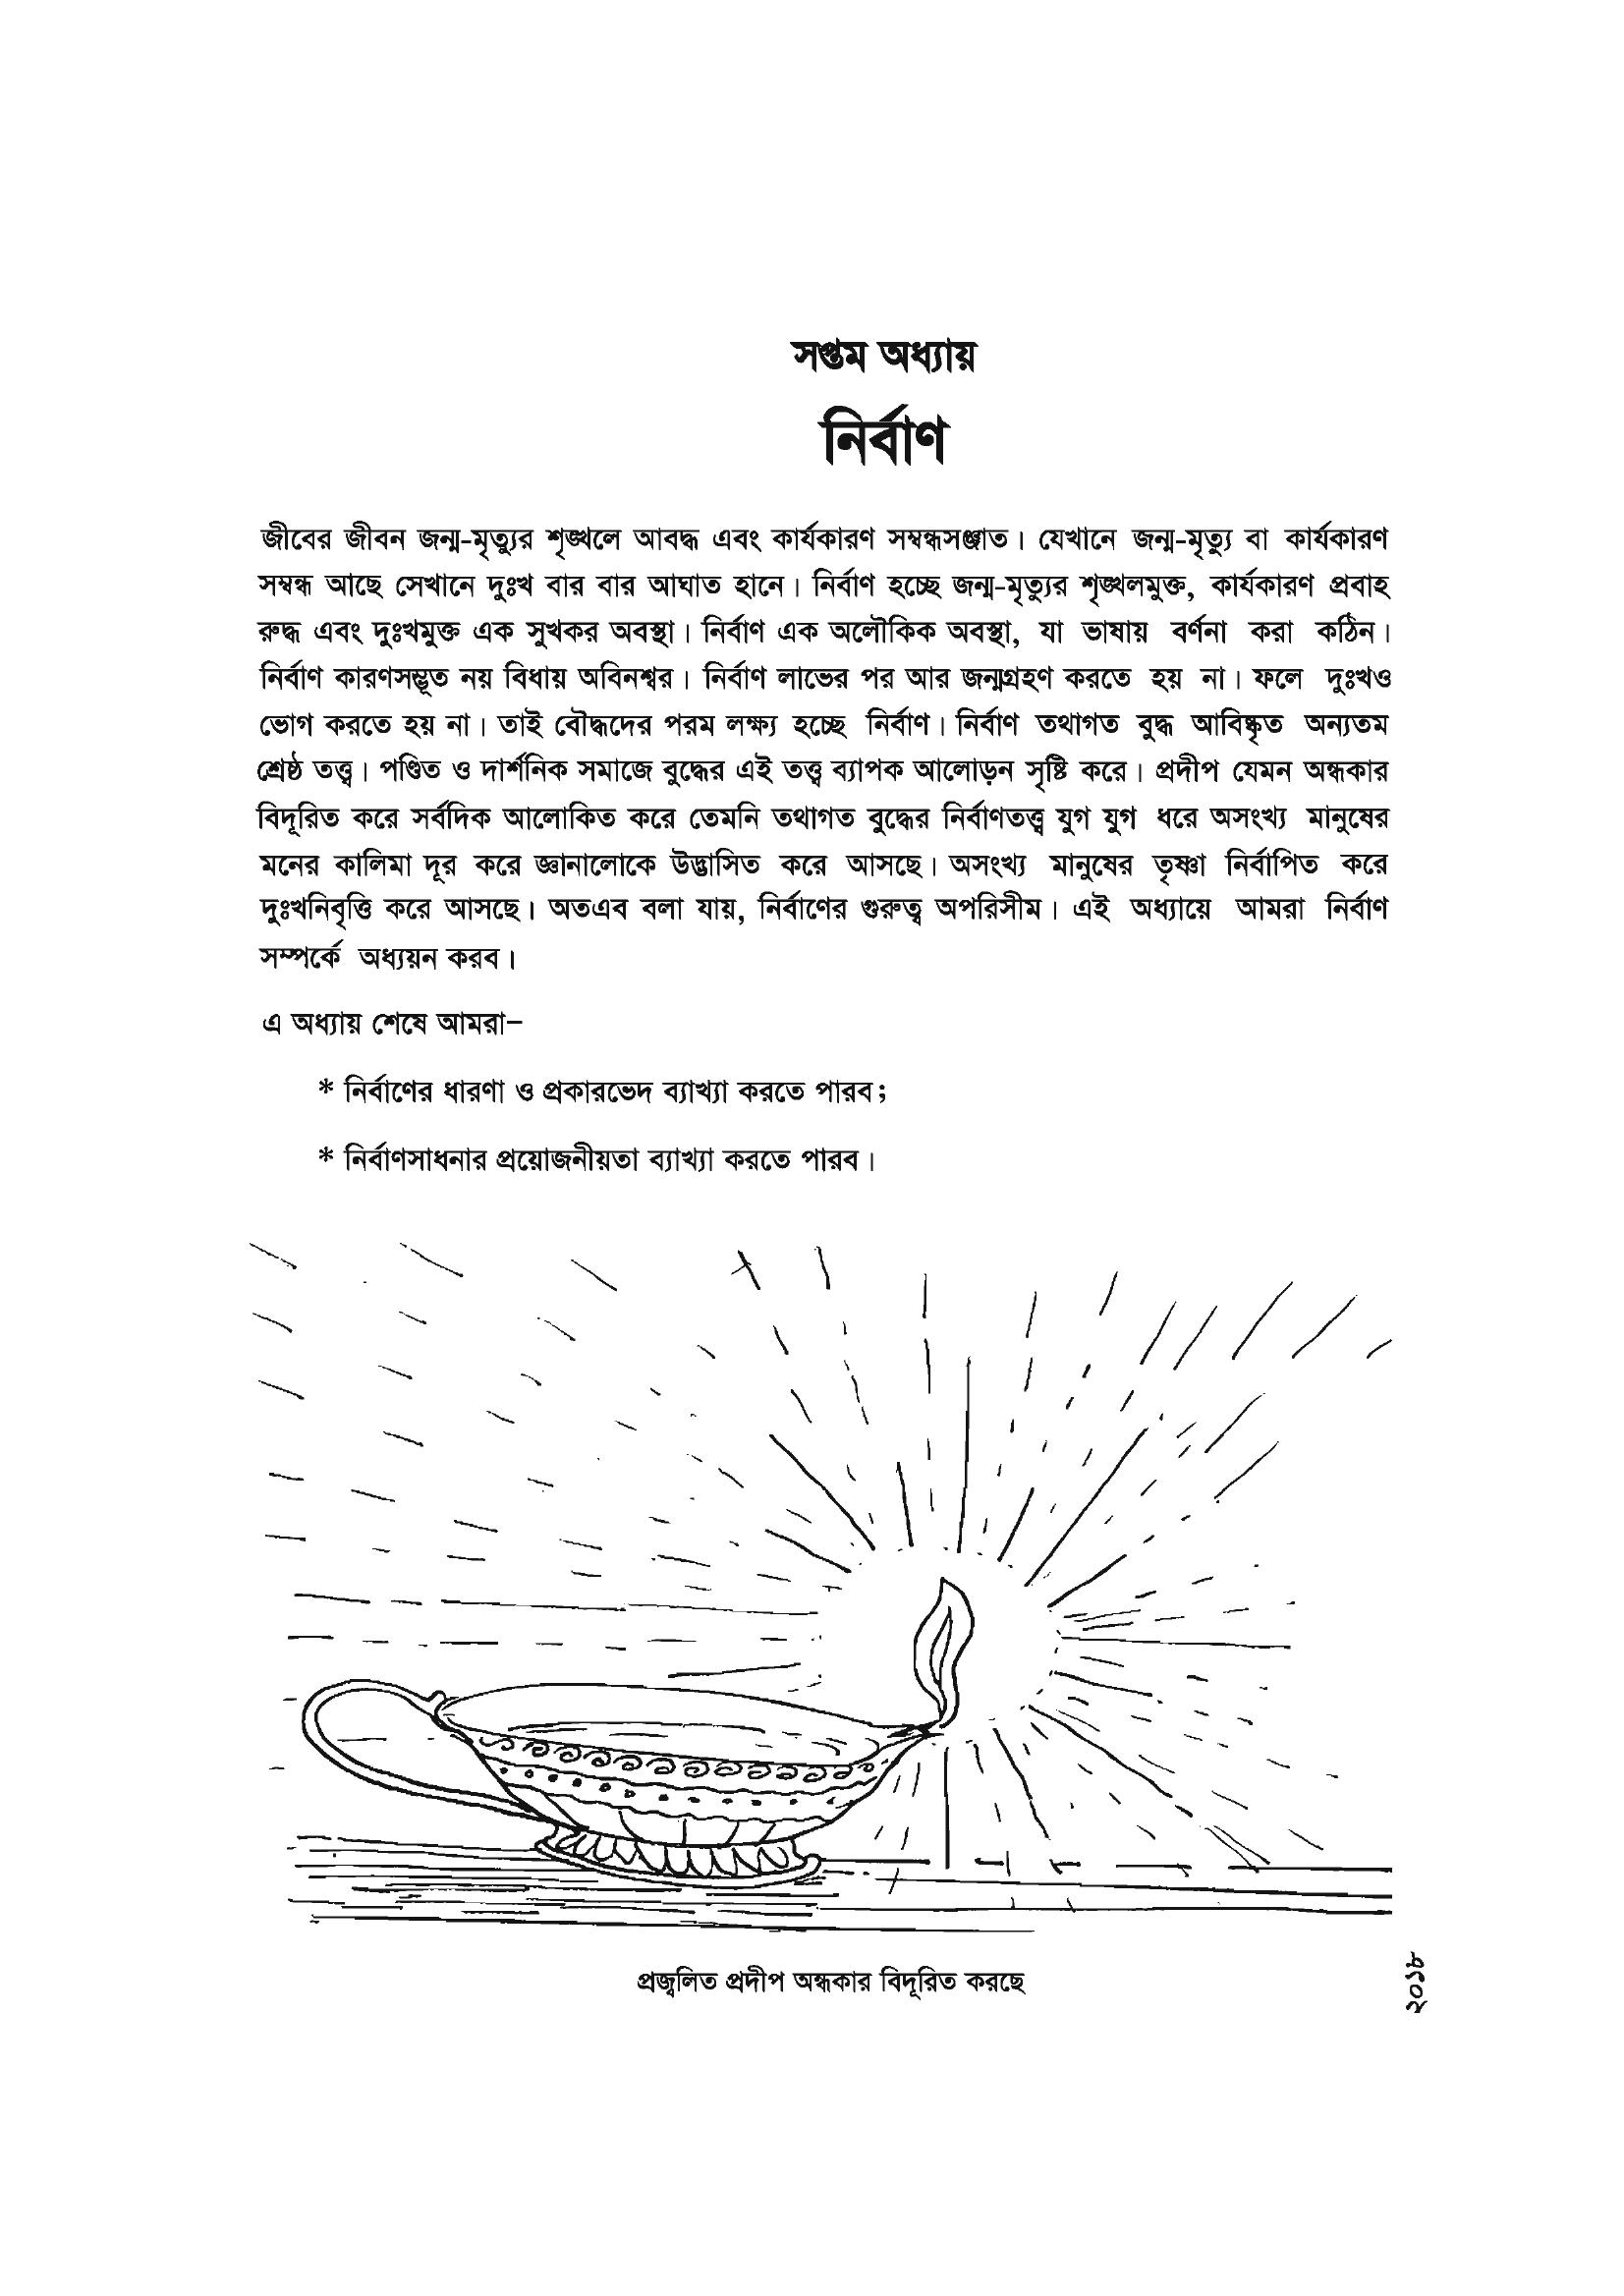 সপ্তম অধ্যায়
নির্বাণ
জীবের জীবন জন্ম-মৃত্যুর শৃঙ্খলে আবদ্ধ এবং কার্যকারণ সম্বন্ধসঞ্জাত। যেখানে জন্ম-মৃত্যু বা কার্যকারণ
সম্বন্ধ আছে সেখানে দুঃখ বার বার আঘাত হানে। নির্বাণ হচ্ছে জন্ম-মৃত্যুর শৃঙ্খলমুক্ত, কার্যকারণ প্রবাহ
রুদ্ধ এবং দুঃখমুক্ত এক সুখকর অবস্থা। নির্বাণ এক অলৌকিক অবস্থা, যা ভাষায় বর্ণনা করা কঠিন।
নির্বাণ কারণসম্ভূত নয় বিধায় অবিনশ্বর। নির্বাণ লাভের পর আর জন্মগ্রহণ করতে হয় না। ফলে দুঃখও
ভোগ করতে হয় না। তাই বৌদ্ধদের পরম লক্ষ্য হচ্ছে নির্বাণ। নির্বাণ তথাগত বুদ্ধ আবিষ্কৃত অন্যতম
শ্রেষ্ঠ তত্ত্ব। পণ্ডিত ও দার্শনিক সমাজে বুদ্ধের এই তত্ত্ব ব্যাপক আলোড়ন সৃষ্টি করে। প্রদীপ যেমন অন্ধকার
বিদূরিত করে সর্বদিক আলোকিত করে তেমনি তথাগত বুদ্ধের নির্বাণতত্ত্ব যুগ যুগ ধরে অসংখ্য মানুষের
মনের কালিমা দূর করে জ্ঞানালোকে উদ্ভাসিত করে আসছে। অসংখ্য মানুষের তৃষ্ণা নির্বাপিত করে
দুঃখনিবৃত্তি করে আসছে। অতএব বলা যায়, নির্বাণের গুরুত্ব অপরিসীম। এই অধ্যায়ে আমরা নির্বাণ
সম্পর্কে অধ্যয়ন করব।
এ অধ্যায় শেষে আমরা–
* নির্বাণের ধারণা ও প্রকারভেদ ব্যাখ্যা করতে পারব;
* নির্বাণসাধনার প্রয়োজনীয়তা ব্যাখ্যা করতে পারব।
প্রজ্বলিত প্রদীপ অন্ধকার বিদূরিত করছে
২০১৮